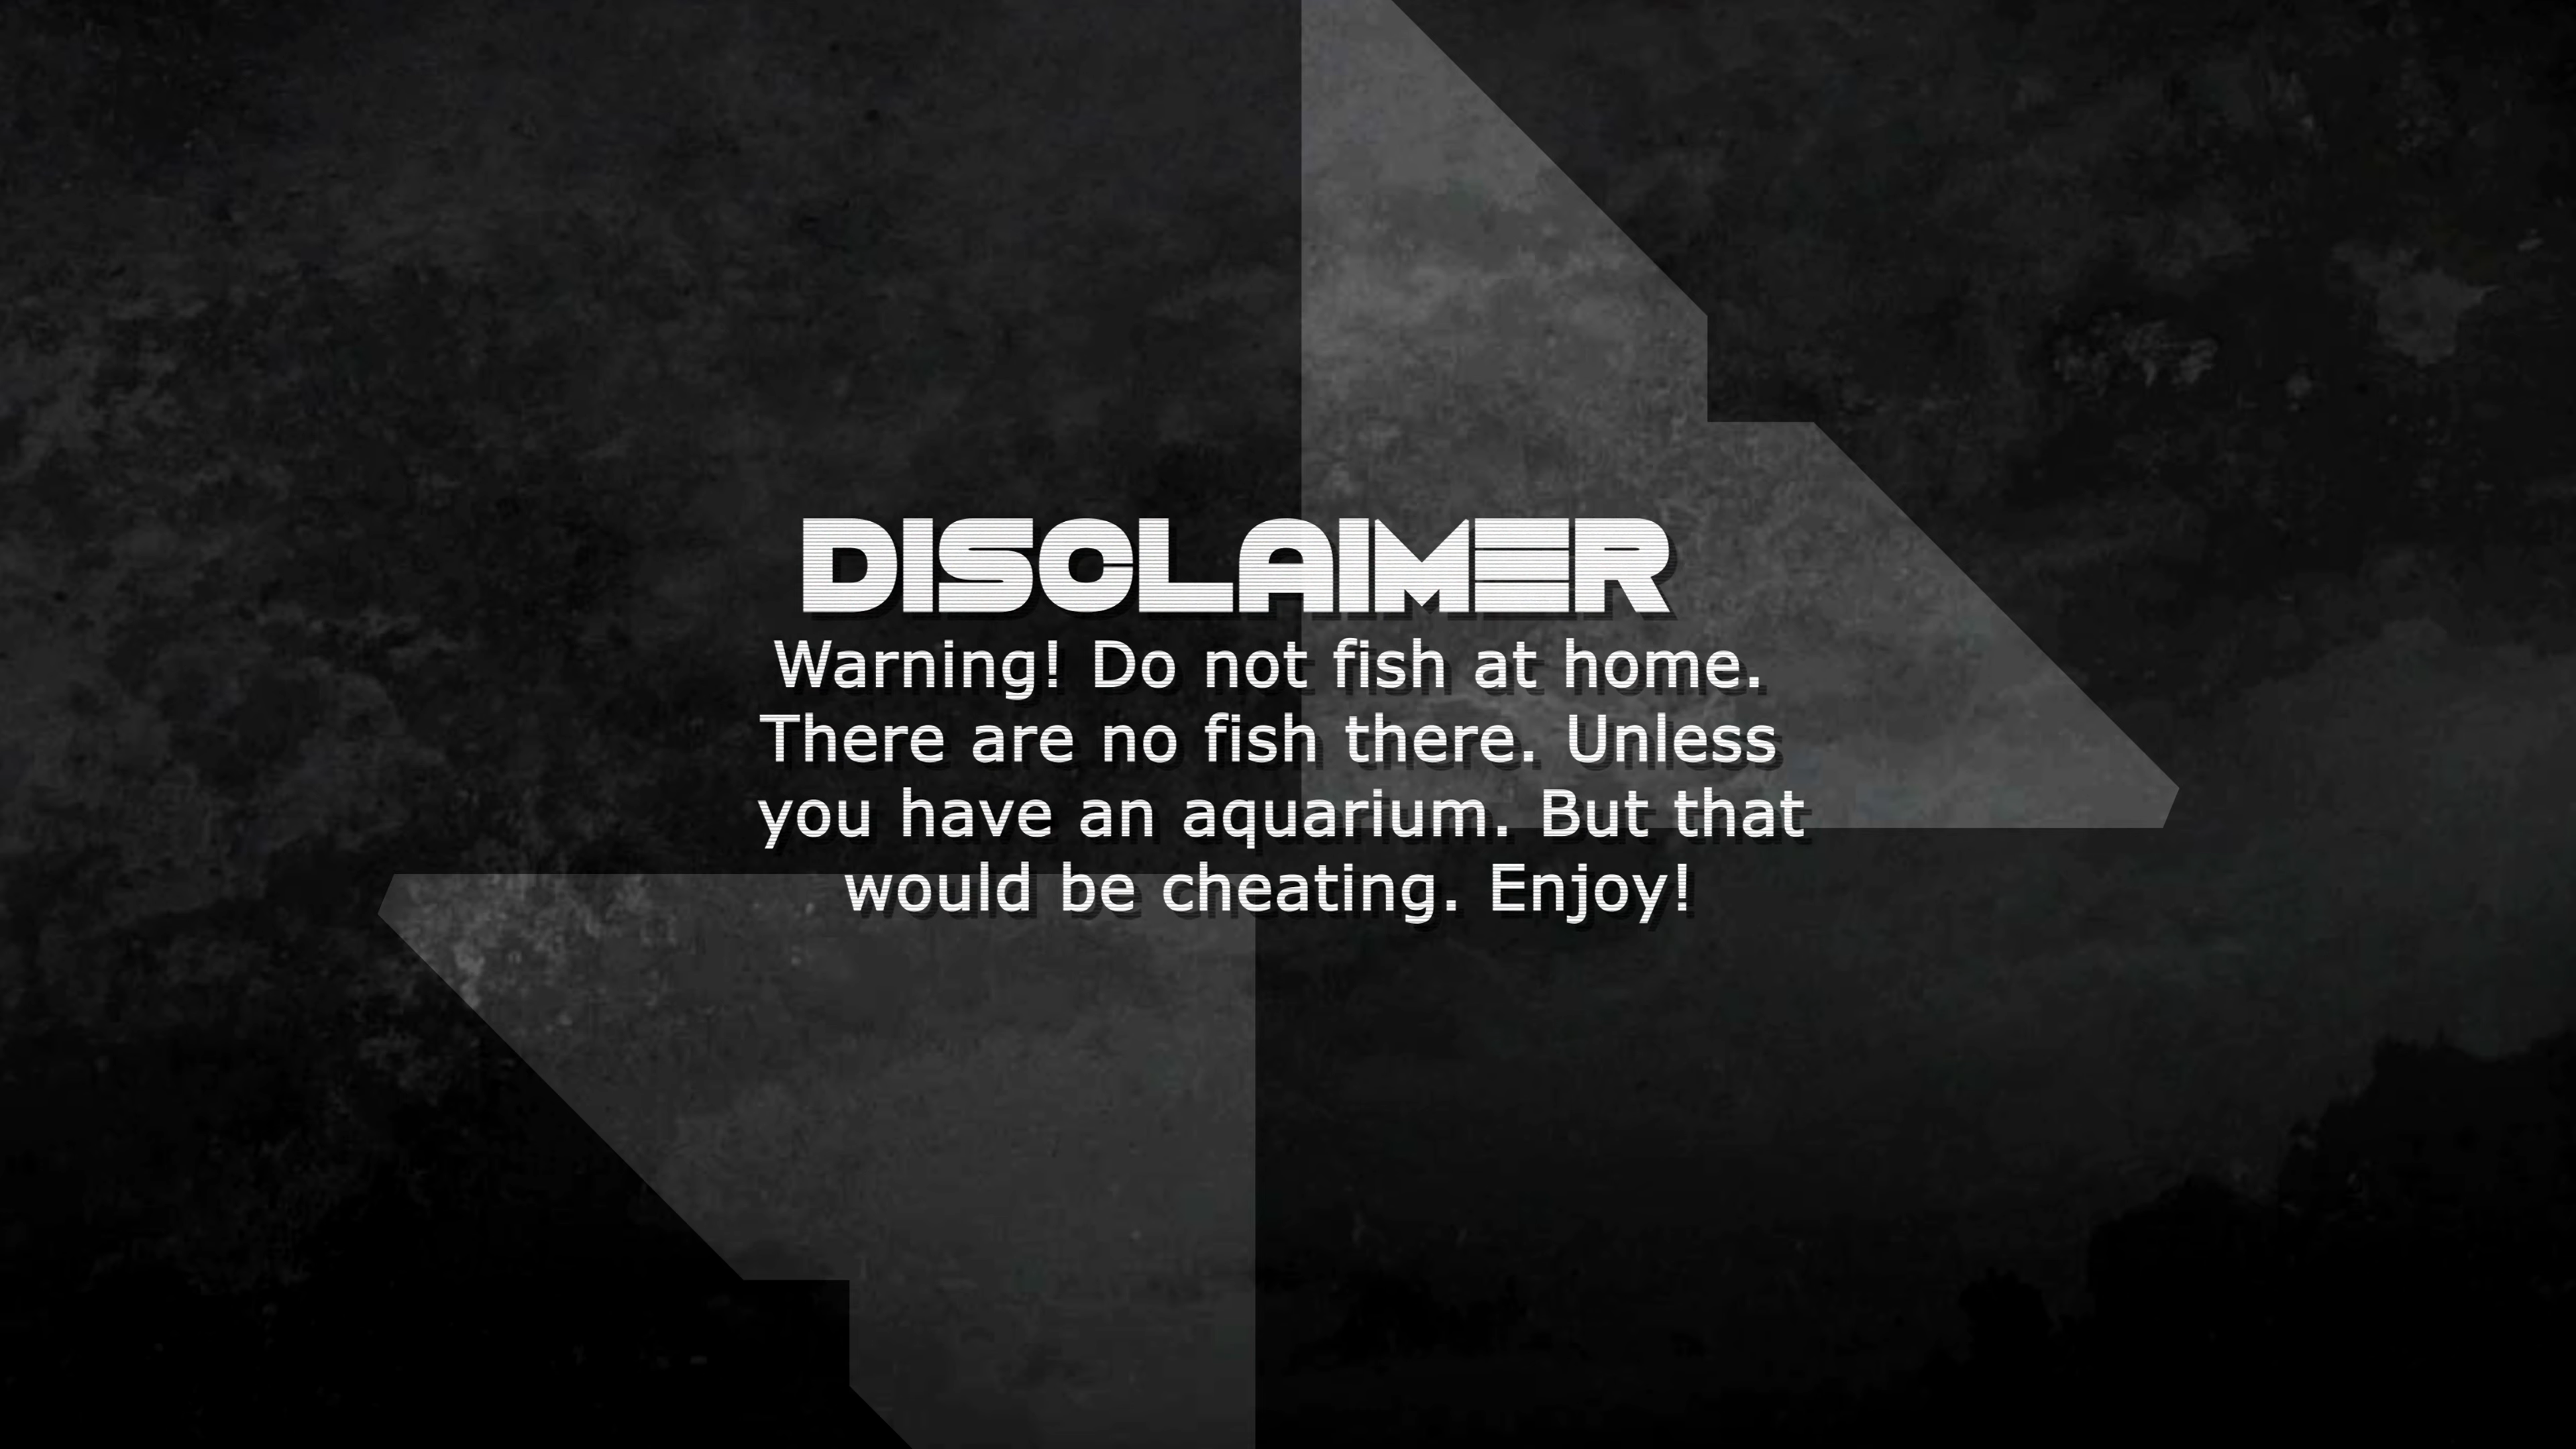 DISCLAIMER
Warning! Do not fish at home.
There are no fish there. Unless
you have an aquarium. But that
would be cheating. Enjoy!